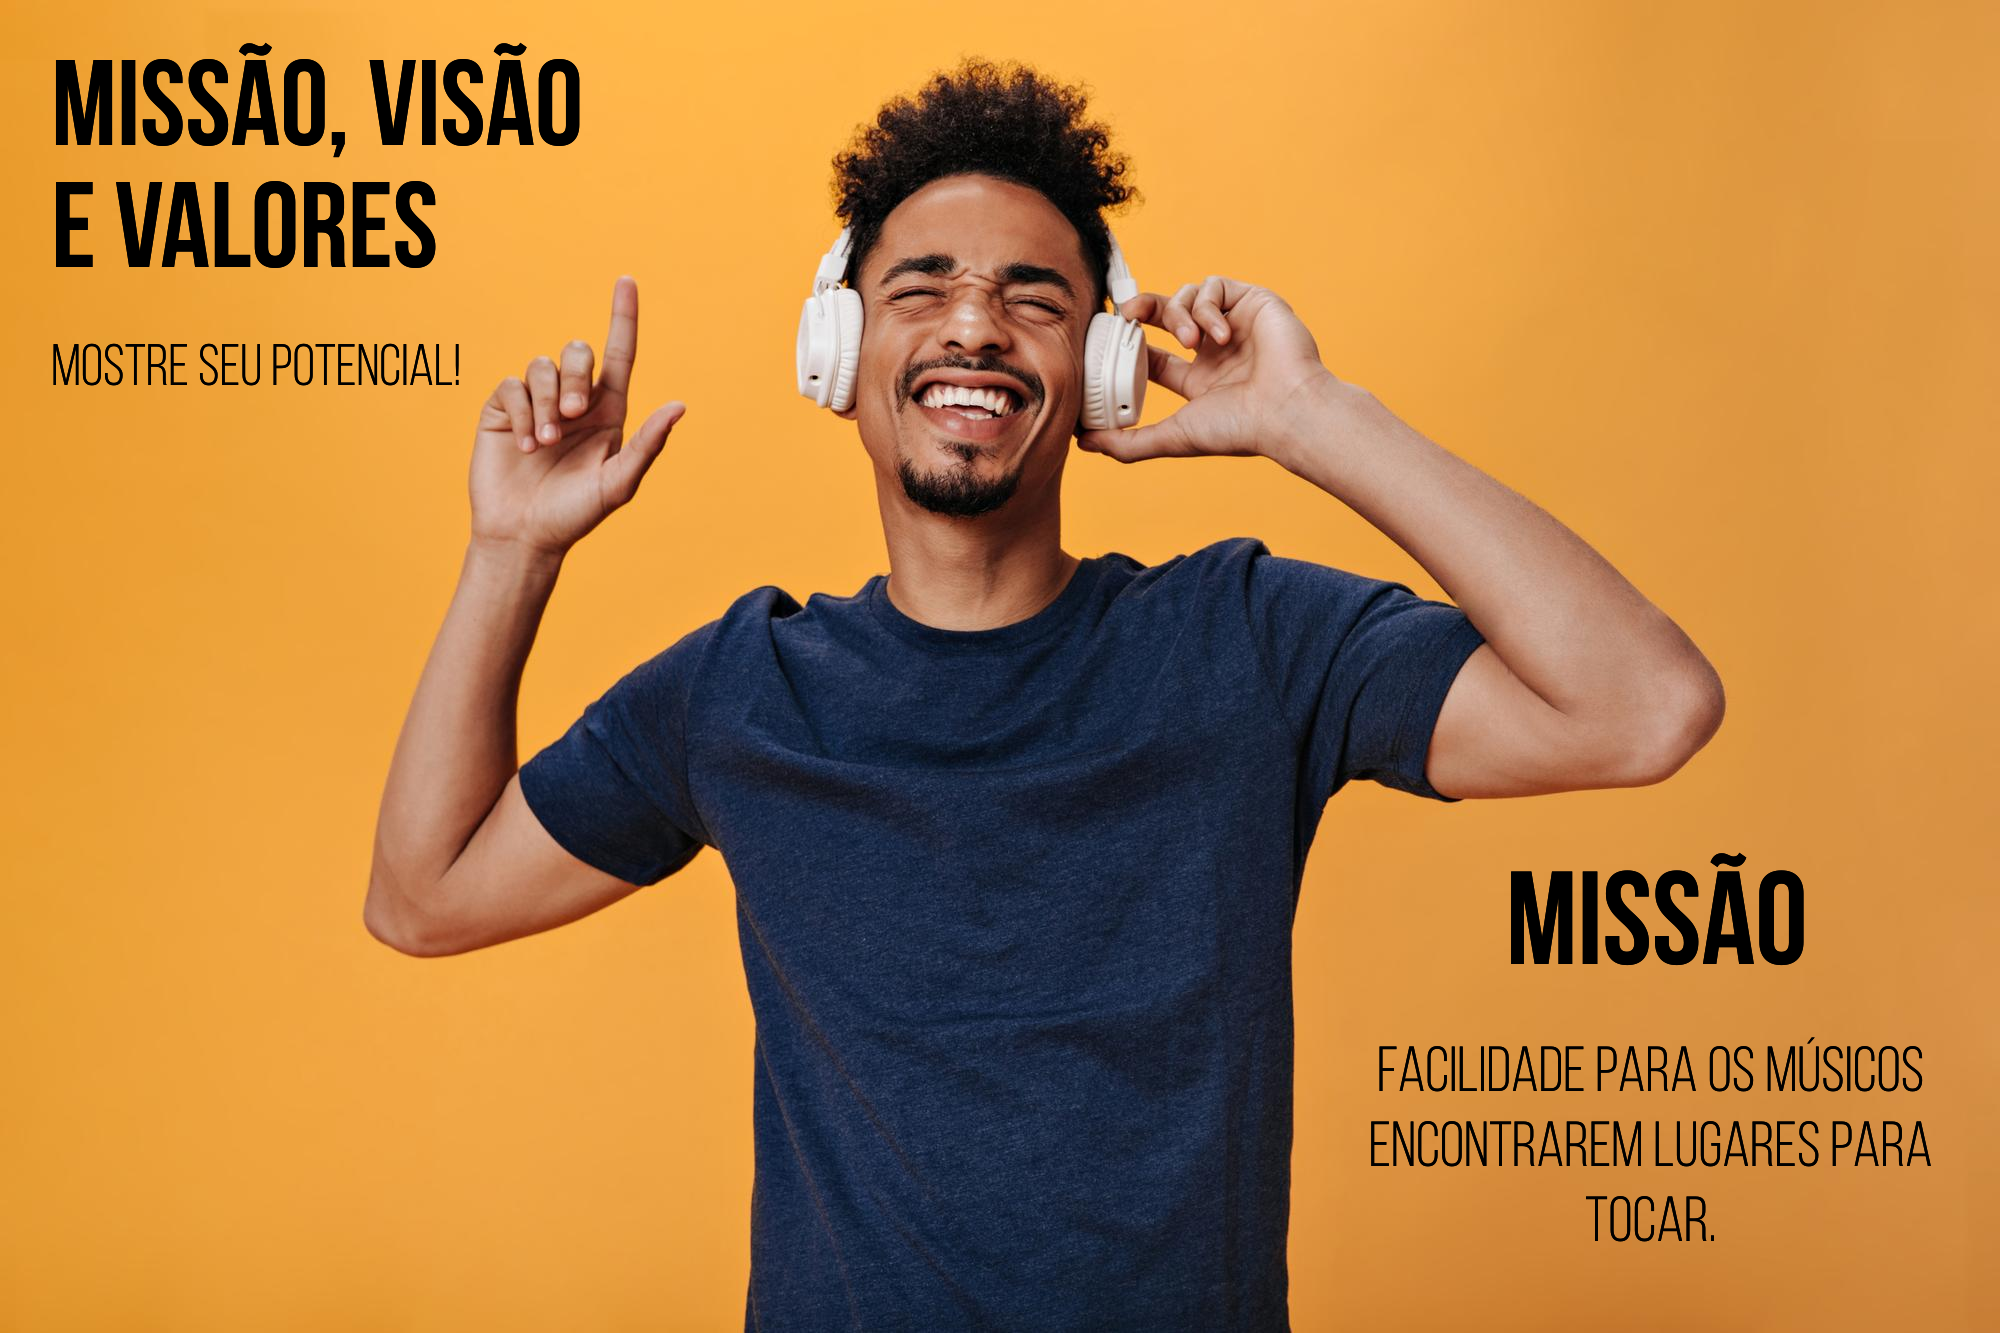 MISSÃO, VISÃO
E VALORES
MOSTRE SEU POTENCIAL!
MISSÃO
FACILIDADE PARA OS MÚSICOS
ENCONTRAREM LUGARES PARA
TOCAR.